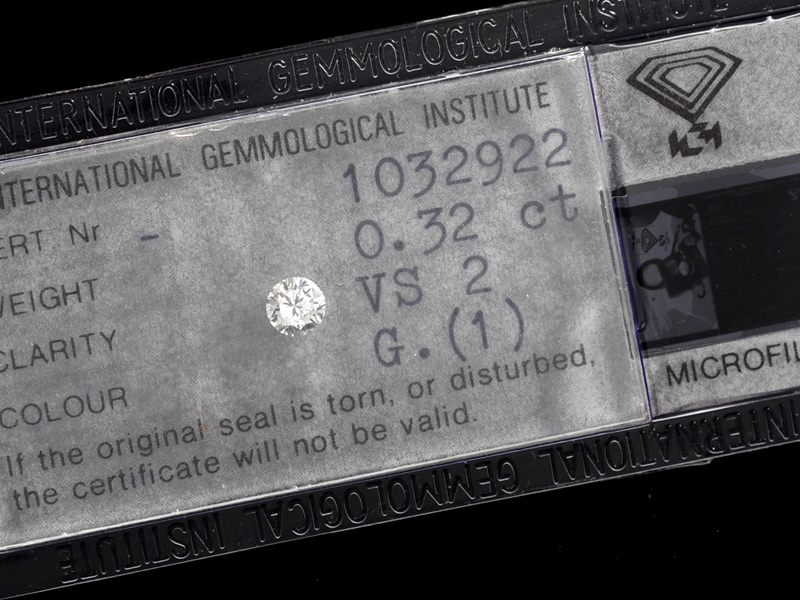 INTERNATIONAL GEMMOLOGICAL INSTITUTE
INTERNATIONAL GEMMOLOGICAL INSTITUTE
CERT Nr - 1032922
WEIGHT 0.32 ct
CLARITY VS 2
COLOUR G.(1)
If the original seal is torn, or disturbed,
the certificate will not be valid.
MICROFIL
INTERNATIONAL GEMMOLOGICAL INSTITUTE